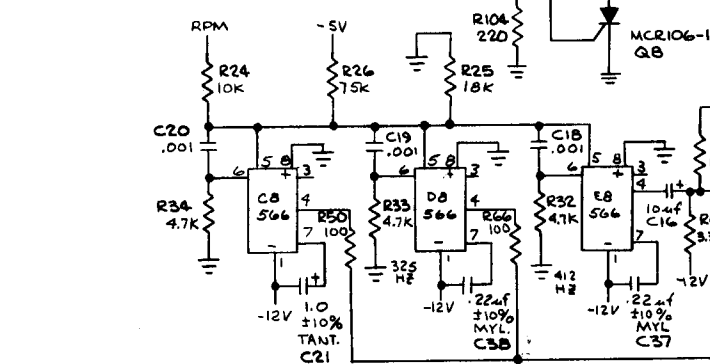 RPM
-5V
R104
220
MCR106-1
Q8
R24
10K
R26
75K
R25
18K
C20
.001
C19
.001
C18
.001
6
5
8
+
3
C8
566
4
7
-
1
R34
4.7K
R50
100
6
5
8
+
3
D8
566
4
7
-
1
R33
4.7K
R66
100
6
5
8
+
3
E8
566
4
7
-
1
R32
4.7K
10uf
+
C16
325
HZ
412
HZ
-12V
+
1.0
±10%
TANT.
C21
-12V
.22uf
±10%
MYL.
C38
-12V
.22uf
±10%
MYL
C37
-12V